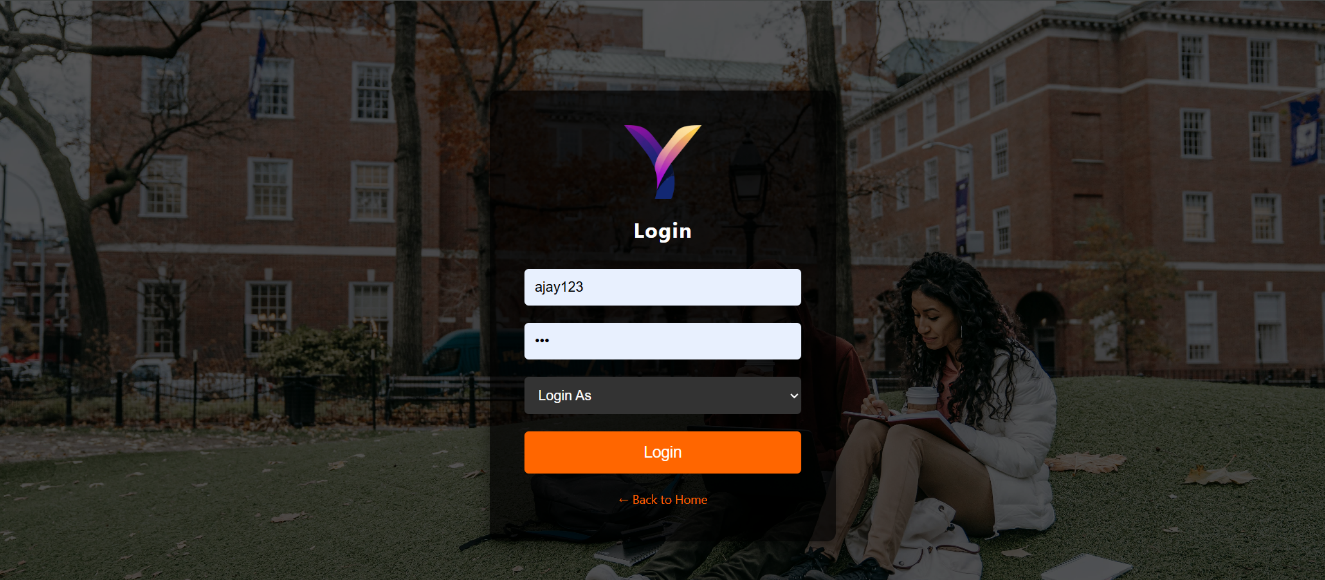 Login
ajay123
•••
Login As
Login
← Back to Home